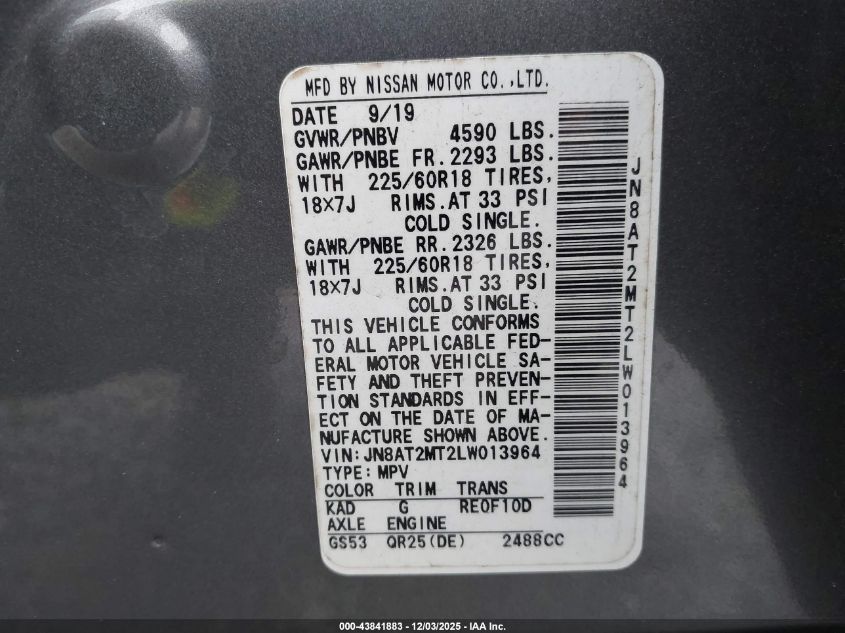 MFD BY NISSAN MOTOR CO.,LTD.
DATE 9/19
GVWR/PNBV 4590 LBS.
GAWR/PNBE FR. 2293 LBS.
WITH 225/60R18 TIRES,
18×7J RIMS. AT 33 PSI
COLD SINGLE.
GAWR/PNBE RR. 2326 LBS.
WITH 225/60R18 TIRES,
18×7J RIMS. AT 33 PSI
COLD SINGLE.
THIS VEHICLE CONFORMS
TO ALL APPLICABLE FED-
ERAL MOTOR VEHICLE SA-
FETY AND THEFT PREVEN-
TION STANDARDS IN EFF-
ECT ON THE DATE OF MA-
NUFACTURE SHOWN ABOVE.
VIN:JN8AT2MT2LW013964
TYPE:MPV
COLOR TRIM TRANS
KAD G RE0F10D
AXLE ENGINE
GS53 QR25(DE) 2488CC
JN8AT2MT2LW013964
000-43841883 - 12/03/2025 - IAA Inc.